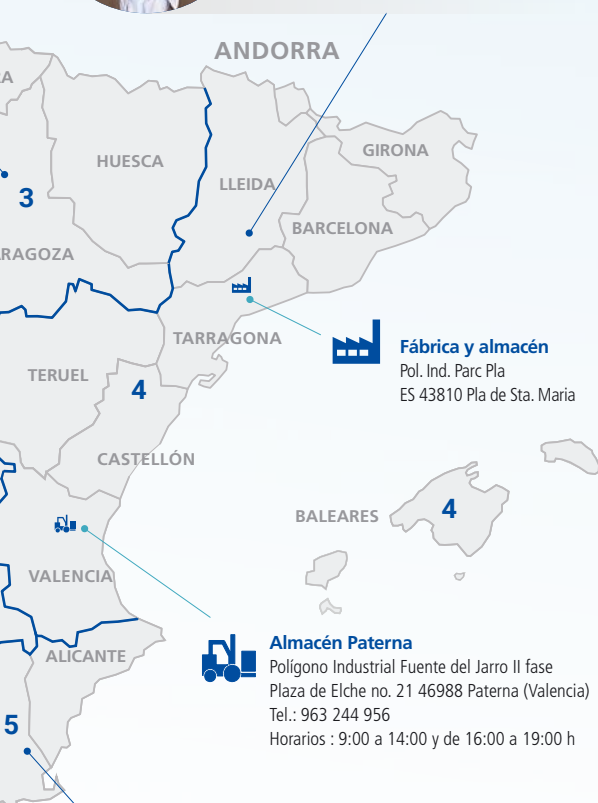 ANDORRA
RA
HUESCA
GIRONA
LLEIDA
3
BARCELONA
RAGOZA
TARRAGONA
Fábrica y almacén
Pol. Ind. Parc Pla
ES 43810 Pla de Sta. Maria
TERUEL
4
CASTELLÓN
BALEARES
4
VALENCIA
Almacén Paterna
Polígono Industrial Fuente del Jarro II fase
Plaza de Elche no. 21 46988 Paterna (Valencia)
Tel.: 963 244 956
Horarios : 9:00 a 14:00 y de 16:00 a 19:00 h
ALICANTE
5